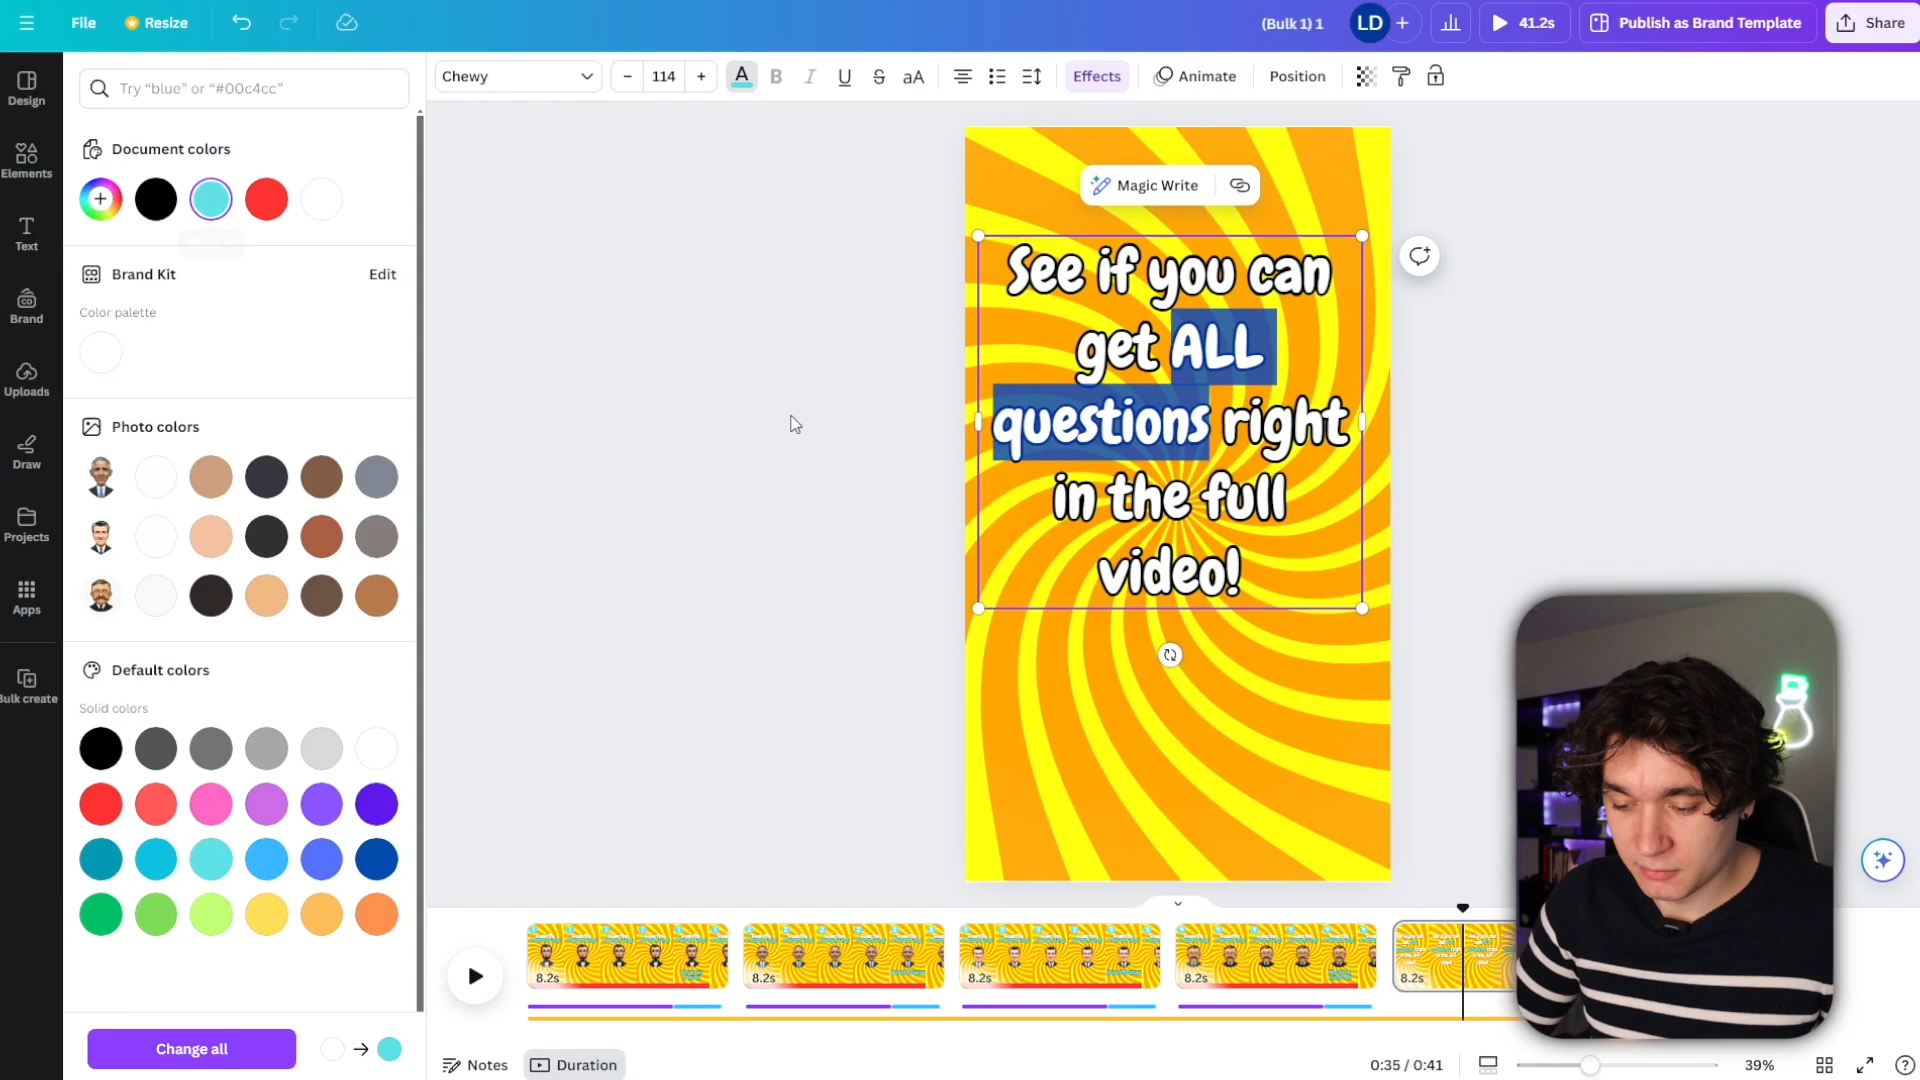 File
Resize
(Bulk 1) 1
LD
41.2s
Publish as Brand Template
Share
Design
Elements
Text
Brand
Uploads
Draw
Projects
Apps
Bulk create
Try “blue” or “#00c4cc”
Document colors
Brand Kit
Edit
Color palette
Photo colors
Default colors
Solid colors
Change all
Chewy
114
A
B
I
U
S
aA
Effects
Animate
Position
Magic Write
See if you can
get ALL
questions right
in the full
video!
8.2s
8.2s
8.2s
8.2s
8.2s
Notes
Duration
0:35 / 0:41
39%